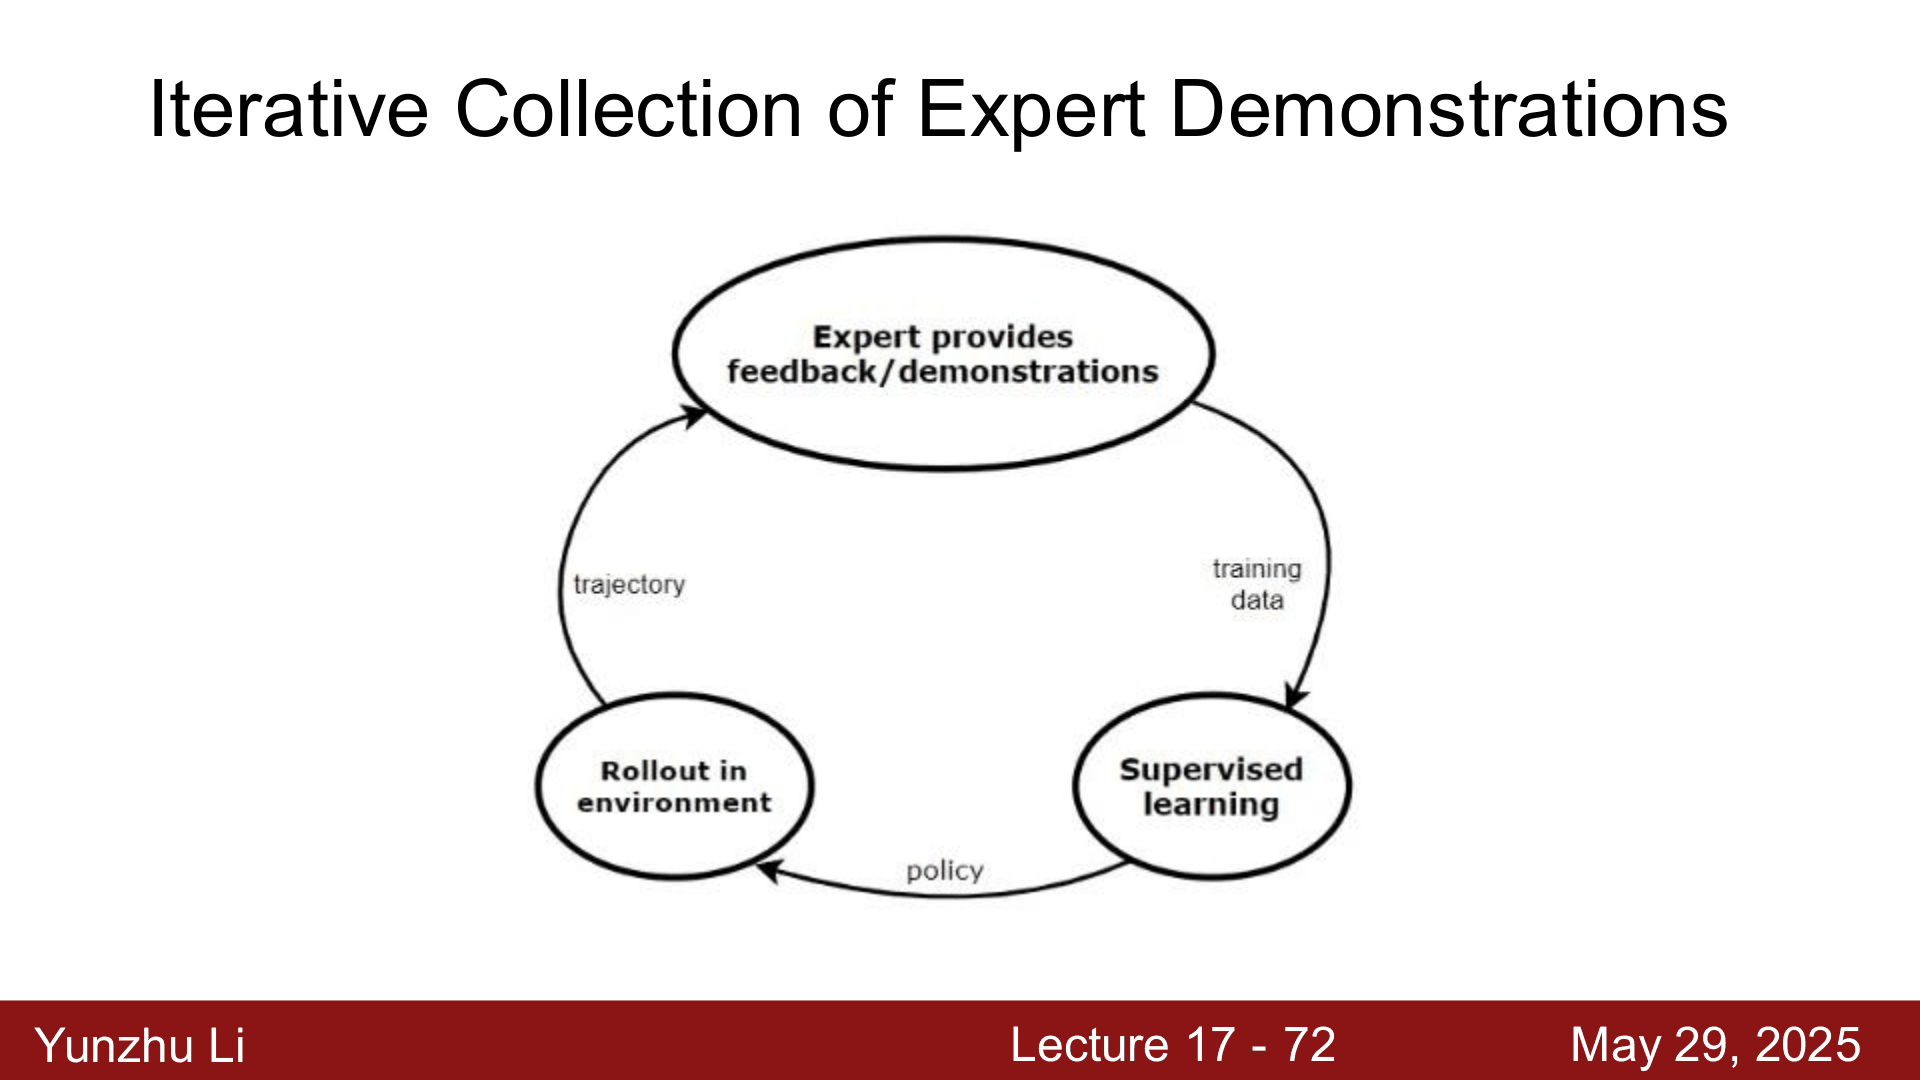 Iterative Collection of Expert Demonstrations
Expert provides
feedback/demonstrations
trajectory
training
data
Rollout in
environment
Supervised
learning
policy
Yunzhu Li
Lecture 17 - 72
May 29, 2025